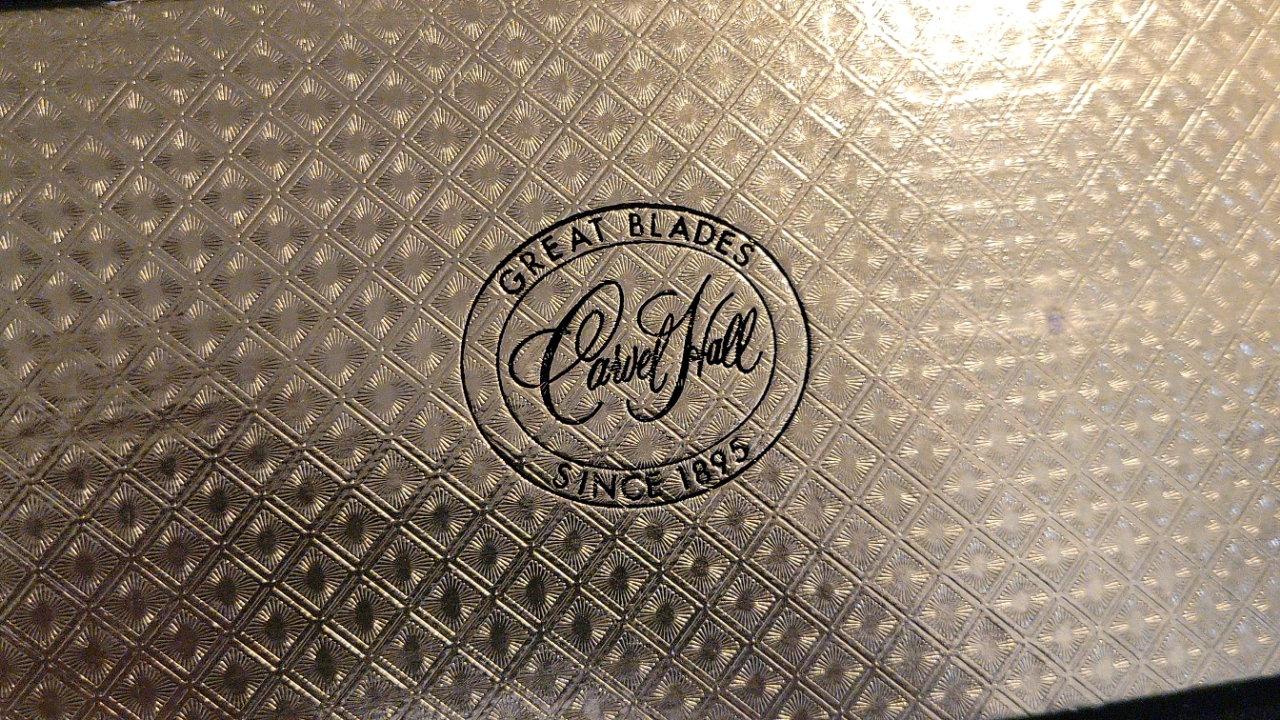 GREAT BLADES
Carvel Hall
SINCE 1895